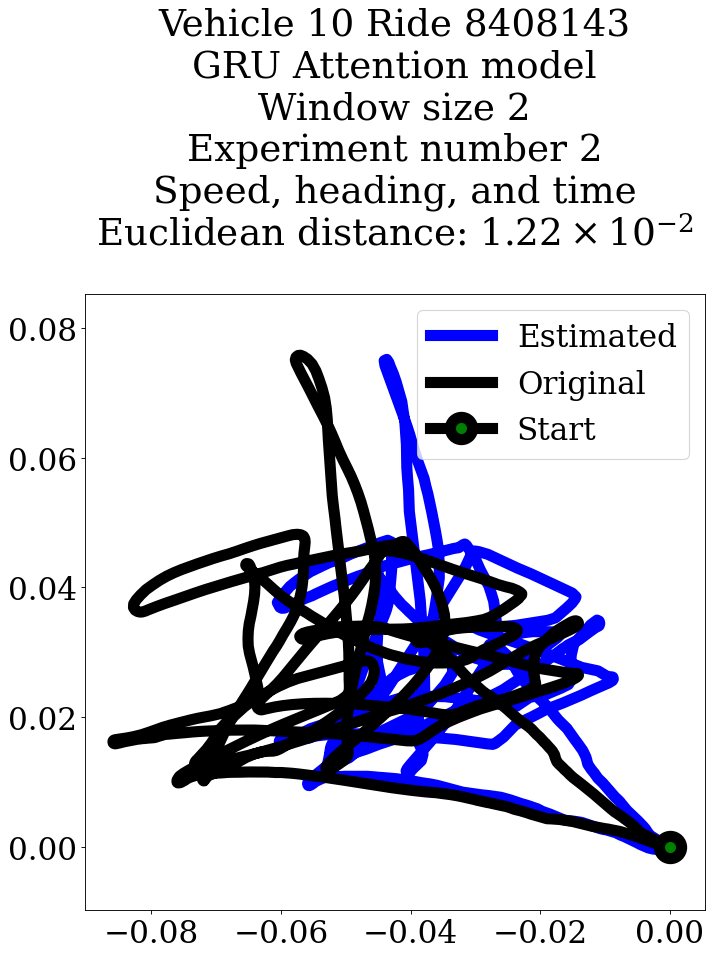 Vehicle 10 Ride 8408143
GRU Attention model
Window size 2
Experiment number 2
Speed, heading, and time
Euclidean distance: 1.22 × 10⁻²
Estimated
Original
Start
0.08
0.06
0.04
0.02
0.00
−0.08 −0.06 −0.04 −0.02 0.00